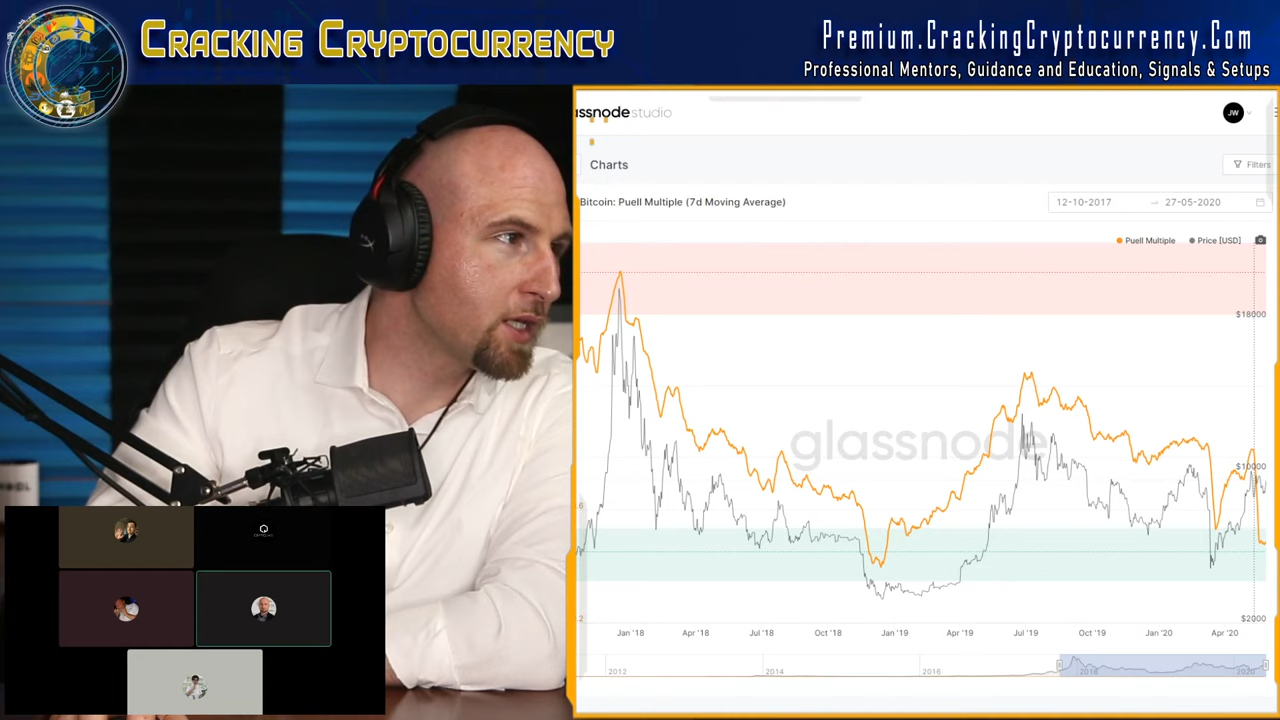 CRACKING CRYPTOCURRENCY
Premium.CrackingCryptocurrency.Com
Professional Mentors, Guidance and Education, Signals & Setups
assnode studio
JW
Charts
Filters
Bitcoin: Puell Multiple (7d Moving Average)
12-10-2017 → 27-05-2020
Puell Multiple Price [USD]
$18000
glassnode
$10000
.6
.2
$2000
Jan '18 Apr '18 Jul '18 Oct '18 Jan '19 Apr '19 Jul '19 Oct '19 Jan '20 Apr '20
2012 2014 2016 2018 2020